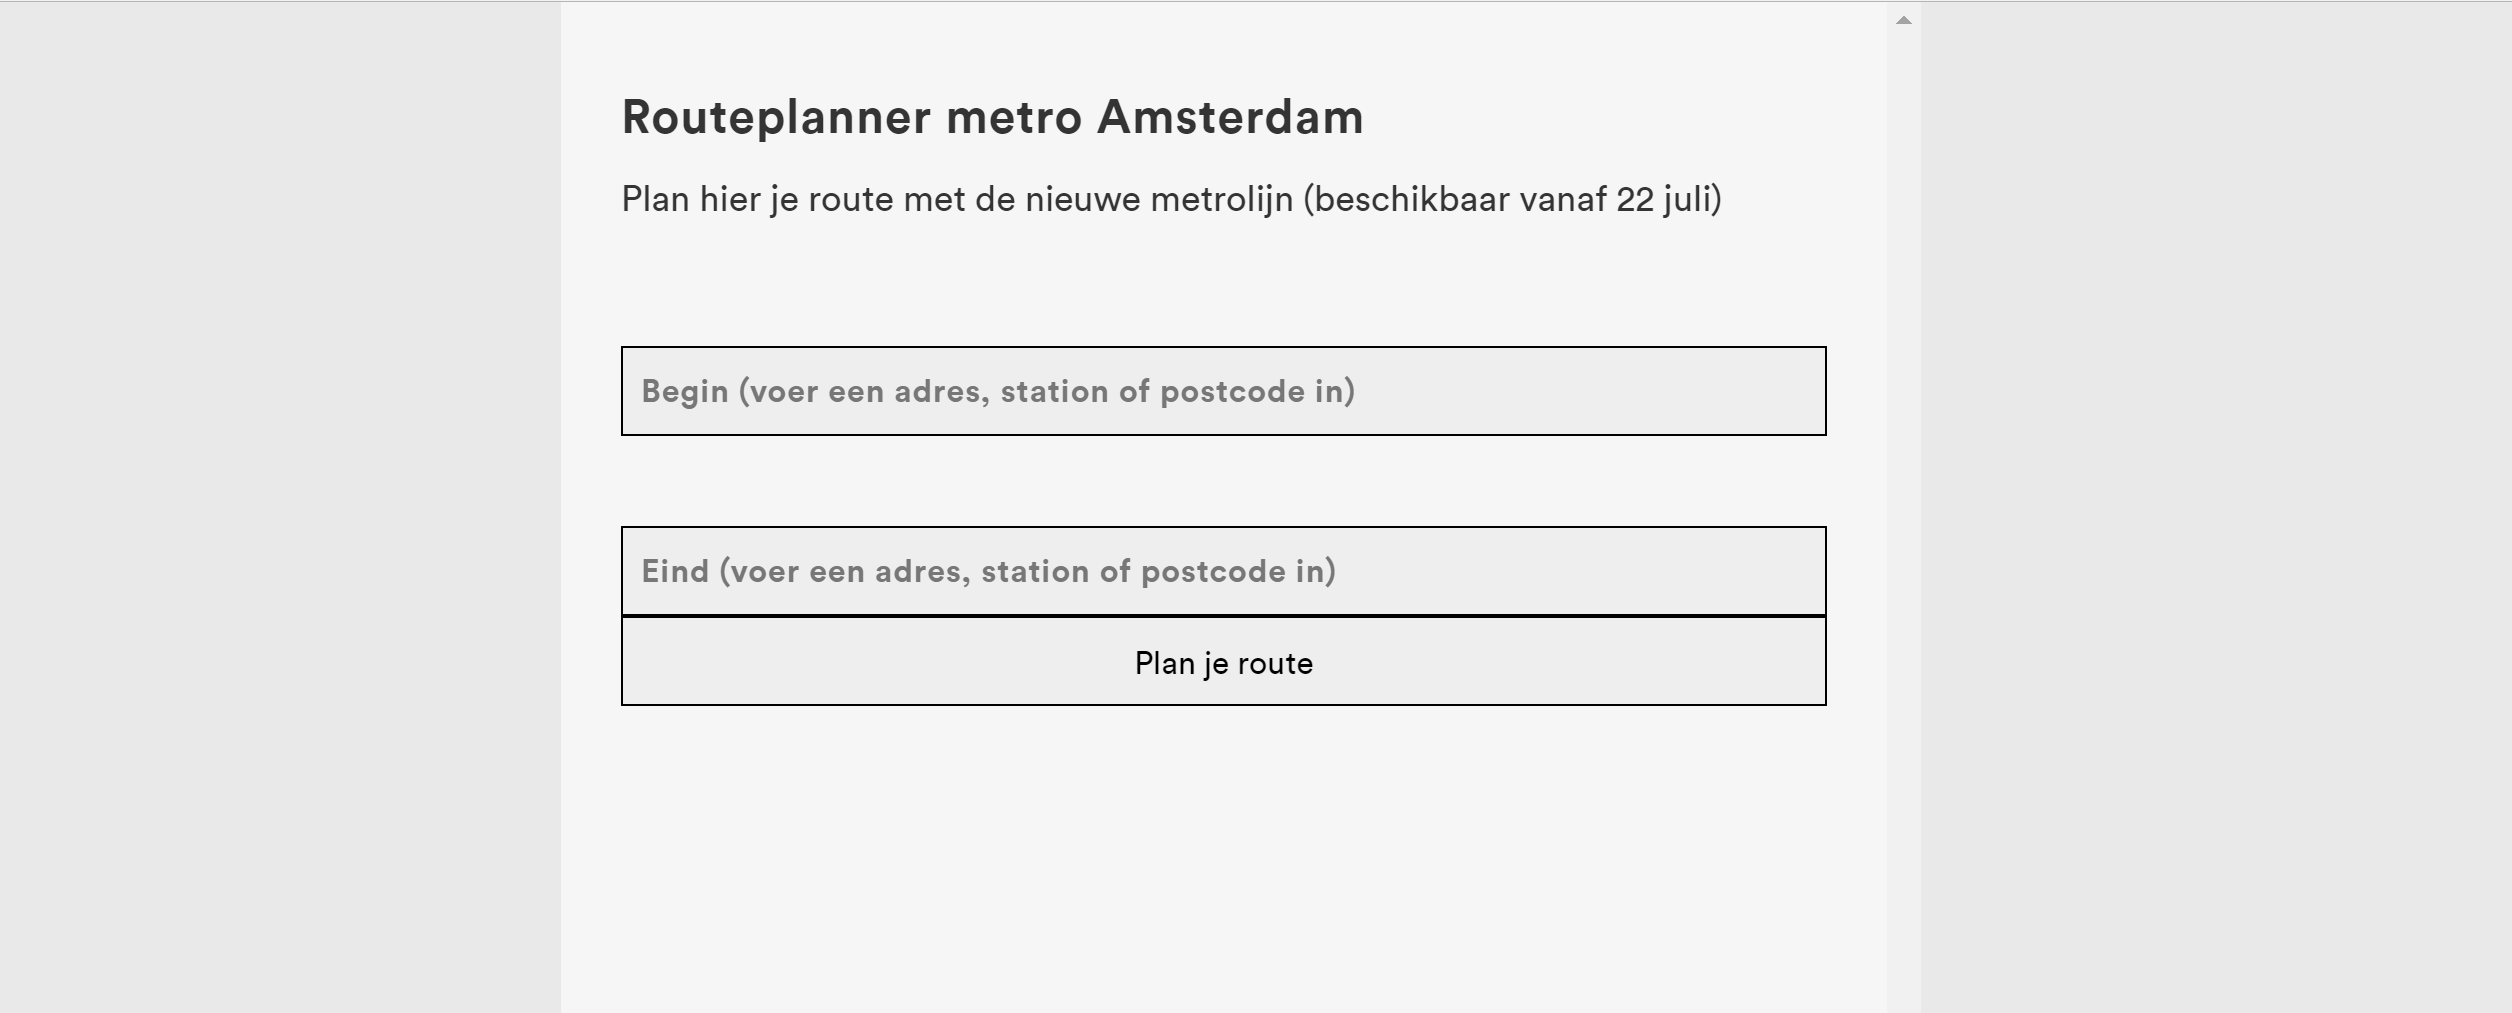 Routeplanner metro Amsterdam
Plan hier je route met de nieuwe metrolijn (beschikbaar vanaf 22 juli)
Begin (voer een adres, station of postcode in)
Eind (voer een adres, station of postcode in)
Plan je route